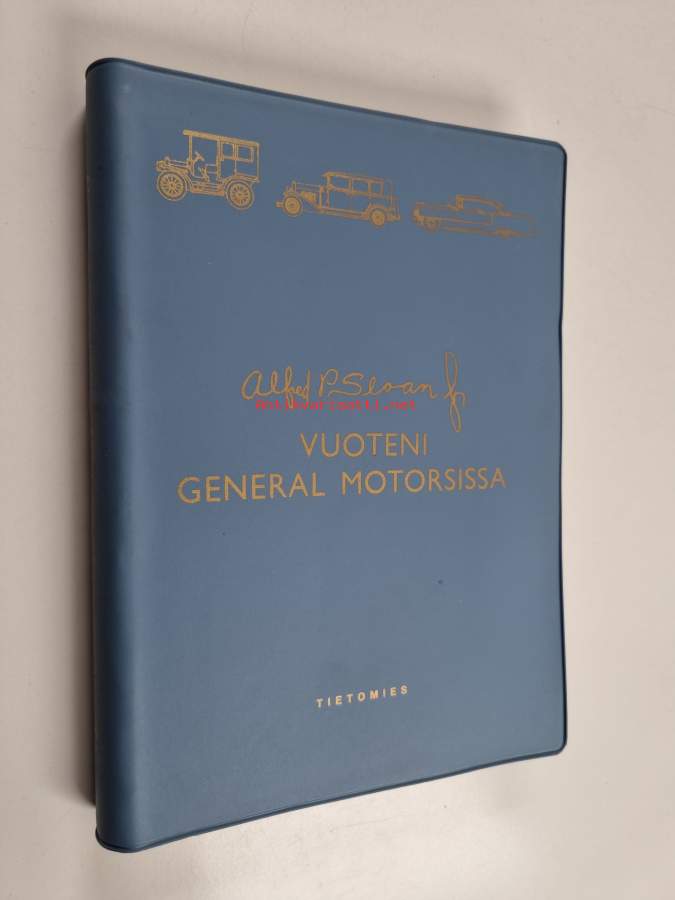 Alfred P. Sloan Jr
Antikvariaatti.net
VUOTENI
GENERAL MOTORSISSA
TIETOMIES